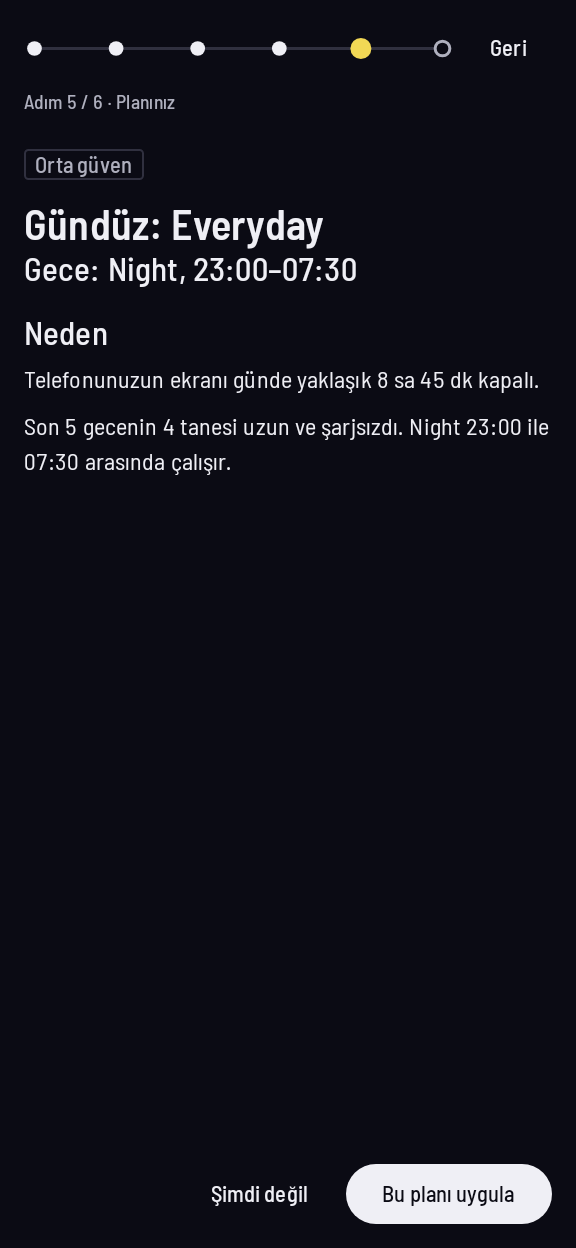 Geri
Adım 5 / 6 · Planınız
Orta güven
Gündüz: Everyday
Gece: Night, 23:00–07:30
Neden
Telefonunuzun ekranı günde yaklaşık 8 sa 45 dk kapalı.
Son 5 gecenin 4 tanesi uzun ve şarjsızdı. Night 23:00 ile
07:30 arasında çalışır.
Şimdi değil
Bu planı uygula